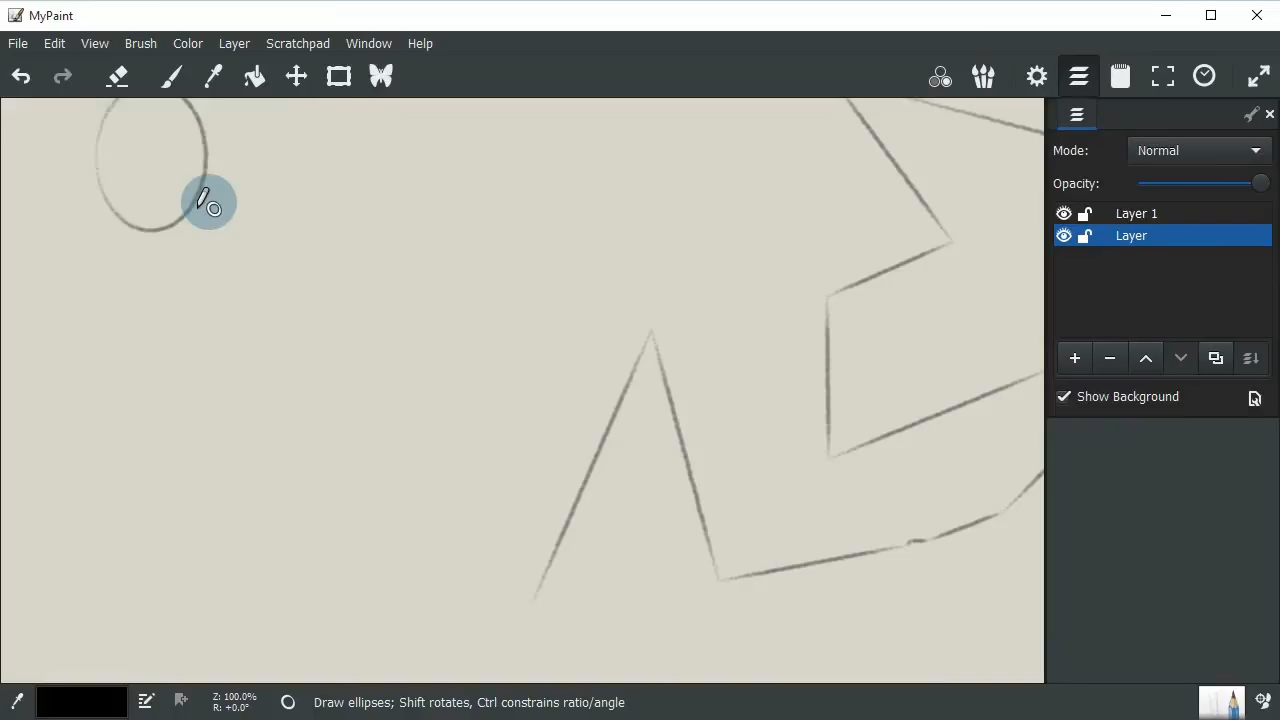 MyPaint
File Edit View Brush Color Layer Scratchpad Window Help
Mode: Normal
Opacity:
Layer 1
Layer
Show Background
Z: 100.0%
R: +0.0°
Draw ellipses; Shift rotates, Ctrl constrains ratio/angle